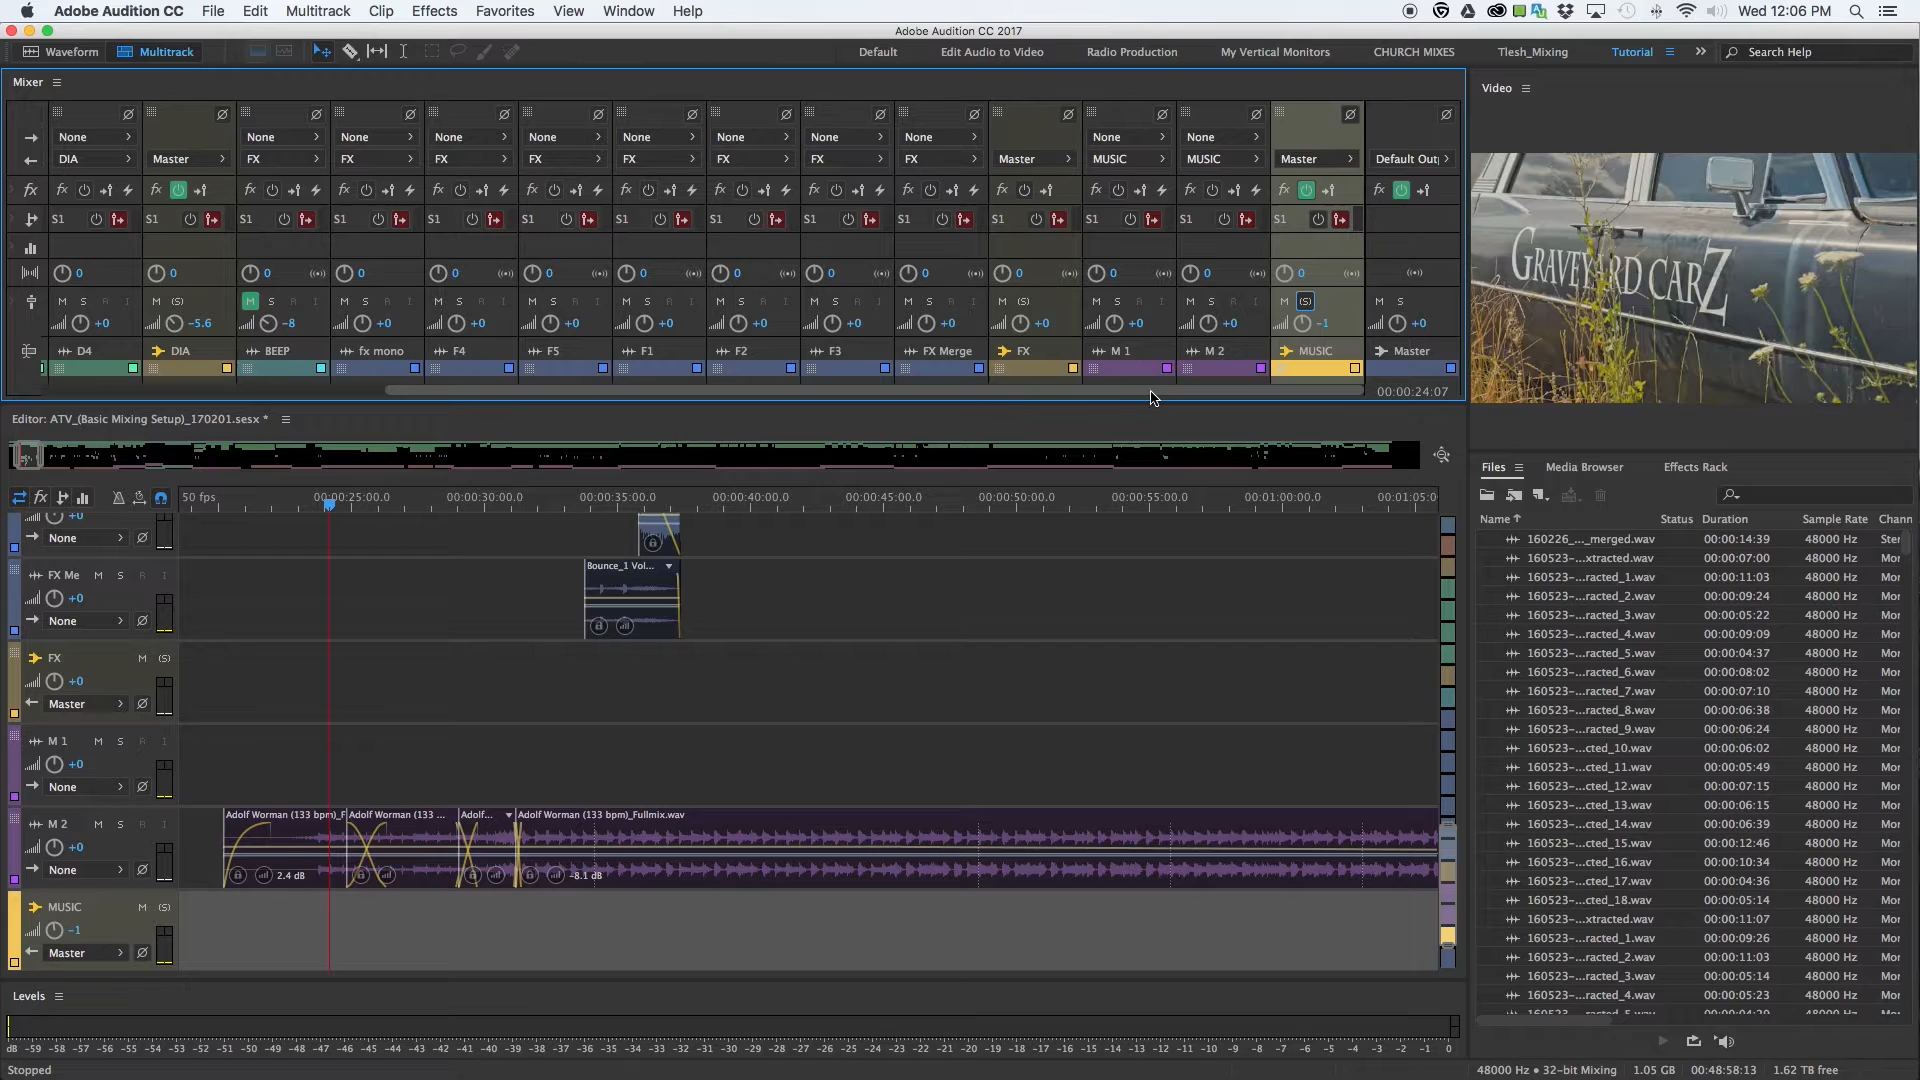 Adobe Audition CC File Edit Multitrack Clip Effects Favorites View Window Help Wed 12:06 PM
Adobe Audition CC 2017
Waveform Multitrack Default Edit Audio to Video Radio Production My Vertical Monitors CHURCH MIXES Tlesh_Mixing Tutorial Search Help
Mixer
Video
None None None None None None None None None None None
DIA Master FX FX FX FX FX FX FX FX Master MUSIC MUSIC Master Default Out
fx fx fx fx fx fx fx fx fx fx fx fx fx fx fx fx
S1 S1 S1 S1 S1 S1 S1 S1 S1 S1 S1 S1 S1 S1
0 0 0 0 0 0 0 0 0 0 0 0 0 0
M S R I M (S) M S R I M S R I M S R I M S R I M S R I M S R I M S R I M S R I M (S) M S R I M S R I M (S) M S
+0 -5.6 -8 +0 +0 +0 +0 +0 +0 +0 +0 +0 +0 -1 +0
D4 DIA BEEP fx mono F4 F5 F1 F2 F3 FX Merge FX M 1 M 2 MUSIC Master
00:00:24:07
GRAVEYARD CARZ
Editor: ATV_(Basic Mixing Setup)_170201.sesx *
50 fps 00:00:25:00.0 00:00:30:00.0 00:00:35:00.0 00:00:40:00.0 00:00:45:00.0 00:00:50:00.0 00:00:55:00.0 00:01:00:00.0 00:01:05:0
+0
None
FX Me M S R I
+0
None
Bounce_1 Vol...
FX M (S)
+0
Master
M 1 M S R I
+0
None
M 2 M S R I
+0
None
Adolf Worman (133 bpm)_F Adolf Worman (133 ... Adolf... Adolf Worman (133 bpm)_Fullmix.wav
2.4 dB -8.1 dB
MUSIC M (S)
-1
Master
Files Media Browser Effects Rack
Name Status Duration Sample Rate Chann
160226_..._merged.wav 00:00:14:39 48000 Hz Ster
160523-...xtracted.wav 00:00:07:00 48000 Hz Mor
160523-...racted_1.wav 00:00:11:03 48000 Hz Mor
160523-...racted_2.wav 00:00:09:24 48000 Hz Mor
160523-...racted_3.wav 00:00:05:22 48000 Hz Mor
160523-...racted_4.wav 00:00:09:09 48000 Hz Mor
160523-...racted_5.wav 00:00:04:37 48000 Hz Mor
160523-...racted_6.wav 00:00:08:02 48000 Hz Mor
160523-...racted_7.wav 00:00:07:10 48000 Hz Mor
160523-...racted_8.wav 00:00:06:38 48000 Hz Mor
160523-...racted_9.wav 00:00:06:24 48000 Hz Mor
160523-...cted_10.wav 00:00:06:02 48000 Hz Mor
160523-...cted_11.wav 00:00:05:49 48000 Hz Mor
160523-...cted_12.wav 00:00:07:15 48000 Hz Mor
160523-...cted_13.wav 00:00:06:15 48000 Hz Mor
160523-...cted_14.wav 00:00:06:39 48000 Hz Mor
160523-...cted_15.wav 00:00:12:46 48000 Hz Mor
160523-...cted_16.wav 00:00:10:34 48000 Hz Mor
160523-...cted_17.wav 00:00:04:36 48000 Hz Mor
160523-...cted_18.wav 00:00:05:14 48000 Hz Mor
160523-...xtracted.wav 00:00:11:07 48000 Hz Mor
160523-...racted_1.wav 00:00:09:26 48000 Hz Mor
160523-...racted_2.wav 00:00:11:03 48000 Hz Mor
160523-...racted_3.wav 00:00:05:14 48000 Hz Mor
160523-...racted_4.wav 00:00:05:23 48000 Hz Mor
Levels
dB -59 -58 -57 -56 -55 -54 -53 -52 -51 -50 -49 -48 -47 -46 -45 -44 -43 -42 -41 -40 -39 -38 -37 -36 -35 -34 -33 -32 -31 -30 -29 -28 -27 -26 -25 -24 -23 -22 -21 -20 -19 -18 -17 -16 -15 -14 -13 -12 -11 -10 -9 -8 -7 -6 -5 -4 -3 -2 -1 0
Stopped 48000 Hz • 32-bit Mixing 1.05 GB 00:48:58:13 1.62 TB free